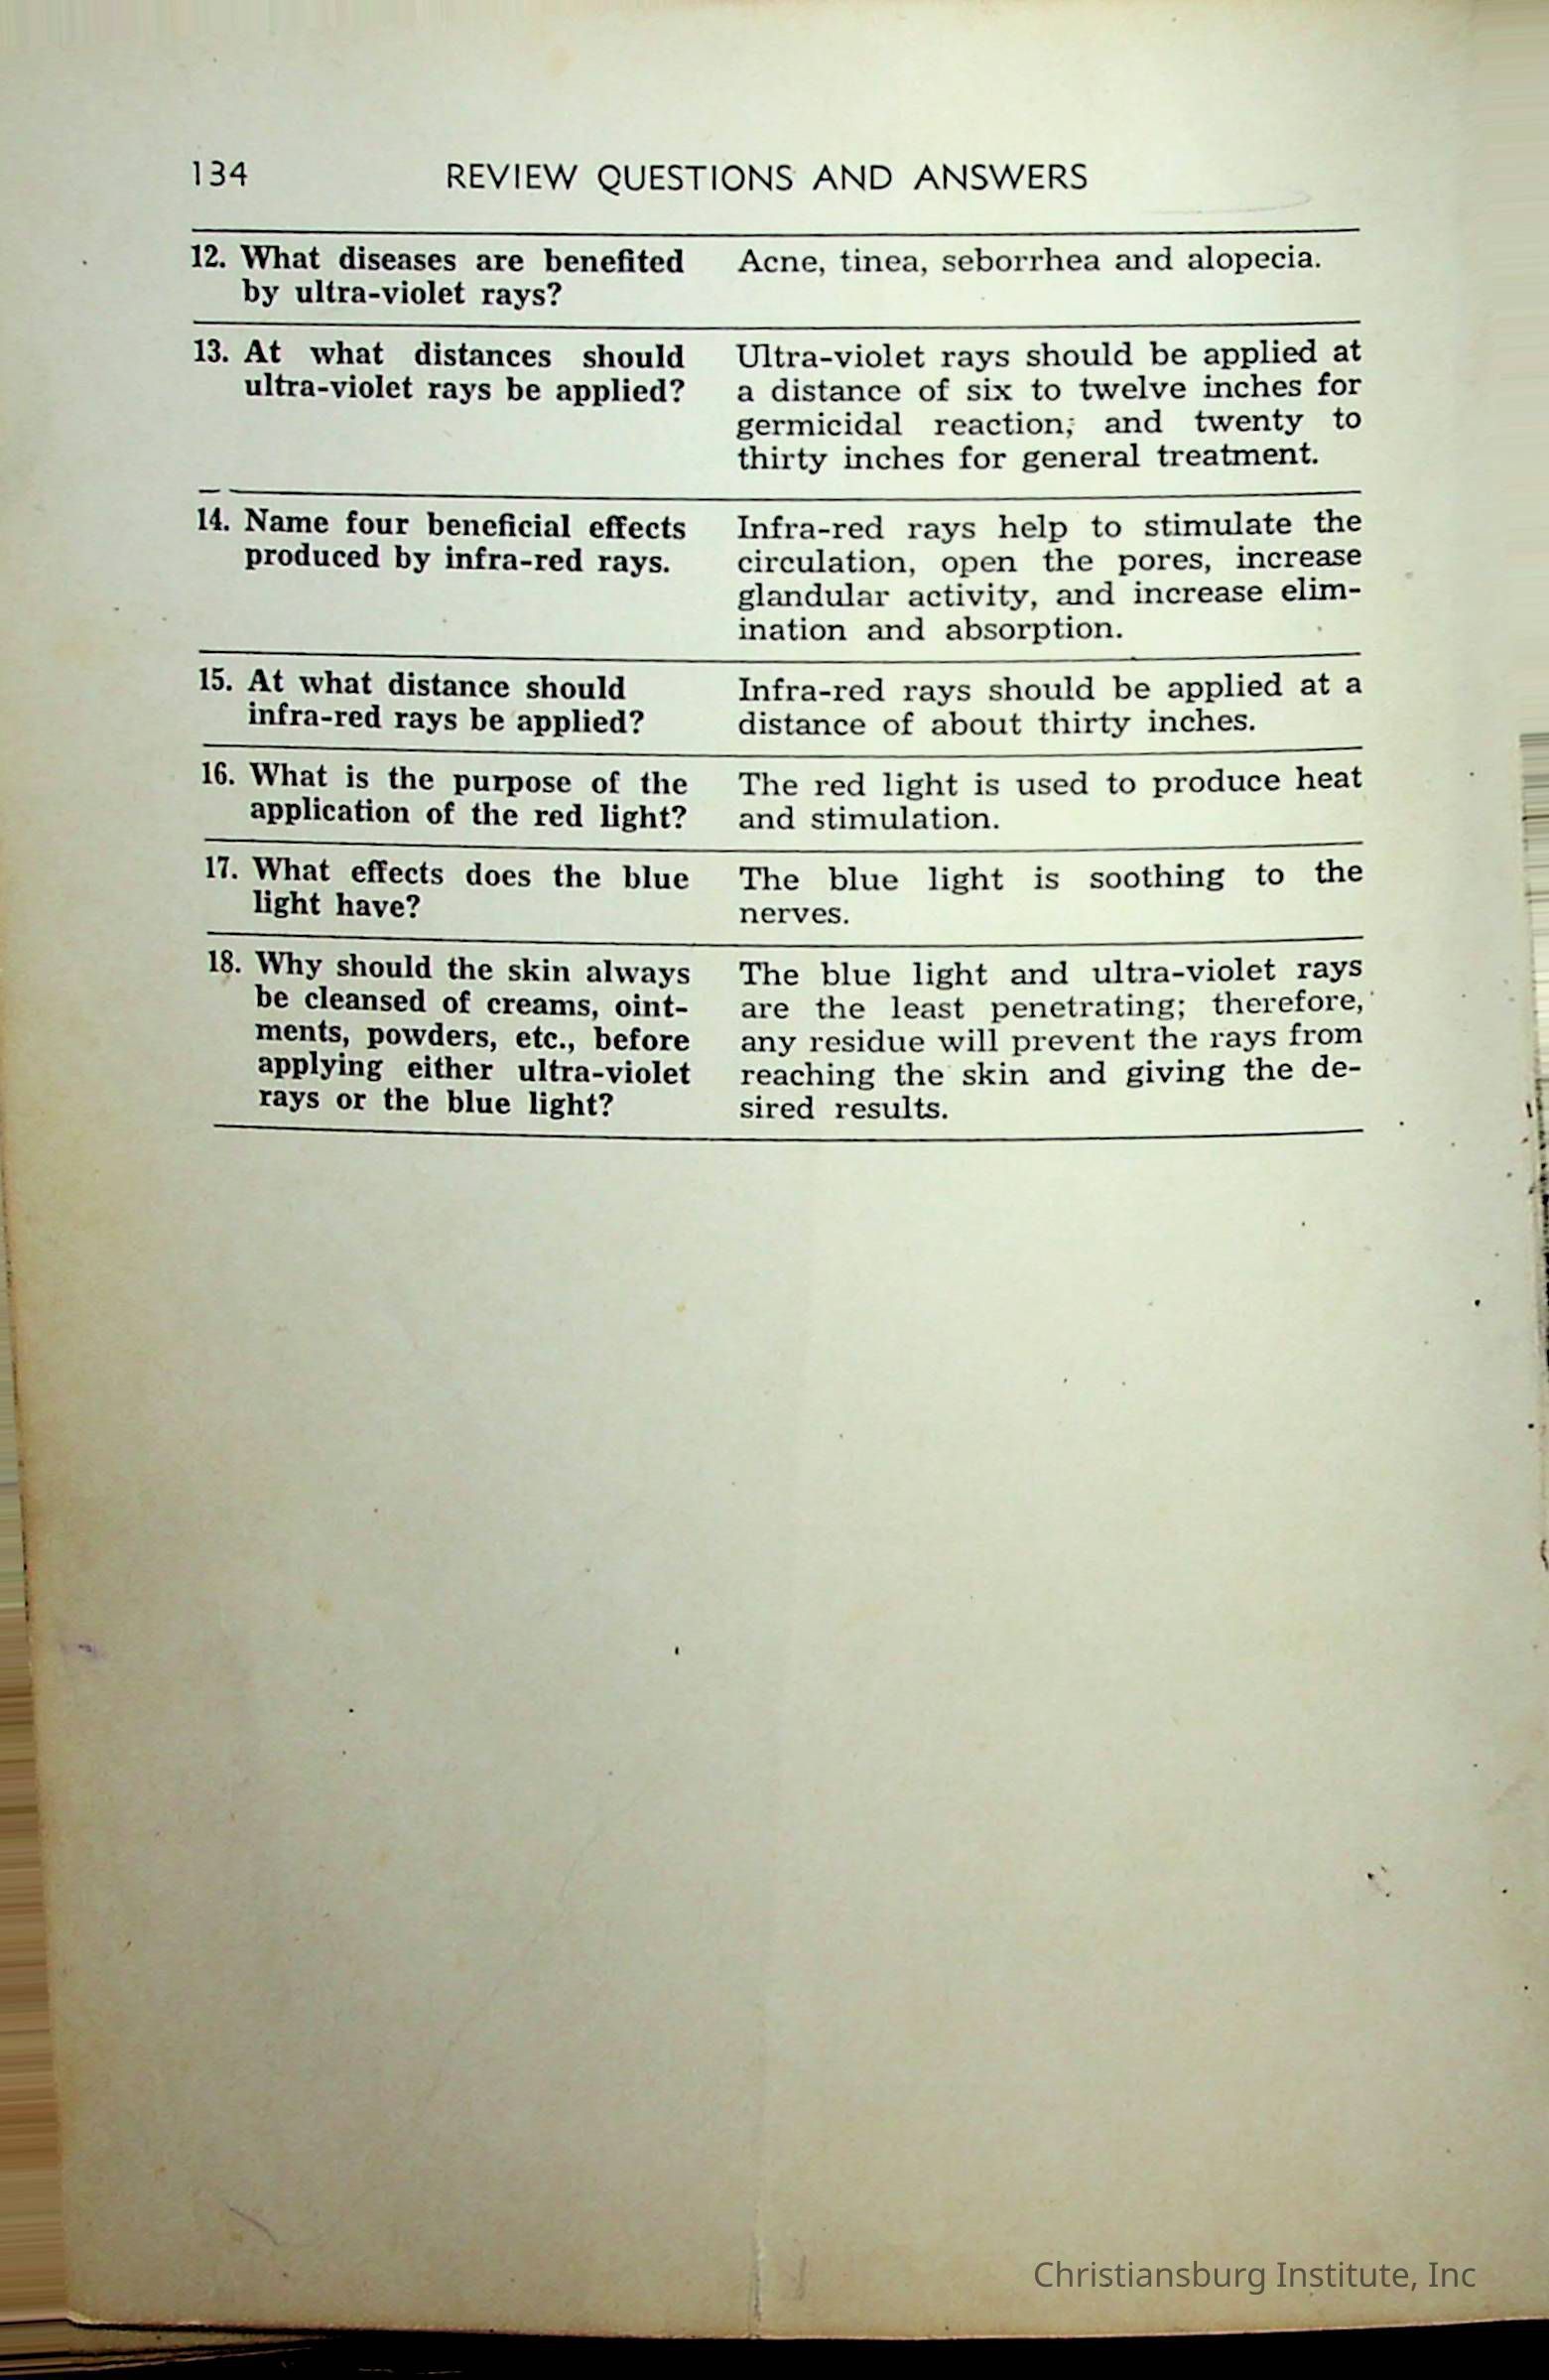 134 REVIEW QUESTIONS AND ANSWERS
12. What diseases are benefited
by ultra-violet rays?
Acne, tinea, seborrhea and alopecia.
13. At what distances should
ultra-violet rays be applied?
Ultra-violet rays should be applied at
a distance of six to twelve inches for
germicidal reaction; and twenty to
thirty inches for general treatment.
14. Name four beneficial effects
produced by infra-red rays.
Infra-red rays help to stimulate the
circulation, open the pores, increase
glandular activity, and increase elim-
ination and absorption.
15. At what distance should
infra-red rays be applied?
Infra-red rays should be applied at a
distance of about thirty inches.
16. What is the purpose of the
application of the red light?
The red light is used to produce heat
and stimulation.
17. What effects does the blue
light have?
The blue light is soothing to the
nerves.
18. Why should the skin always
be cleansed of creams, oint-
ments, powders, etc., before
applying either ultra-violet
rays or the blue light?
The blue light and ultra-violet rays
are the least penetrating; therefore,
any residue will prevent the rays from
reaching the skin and giving the de-
sired results.
Christiansburg Institute, Inc